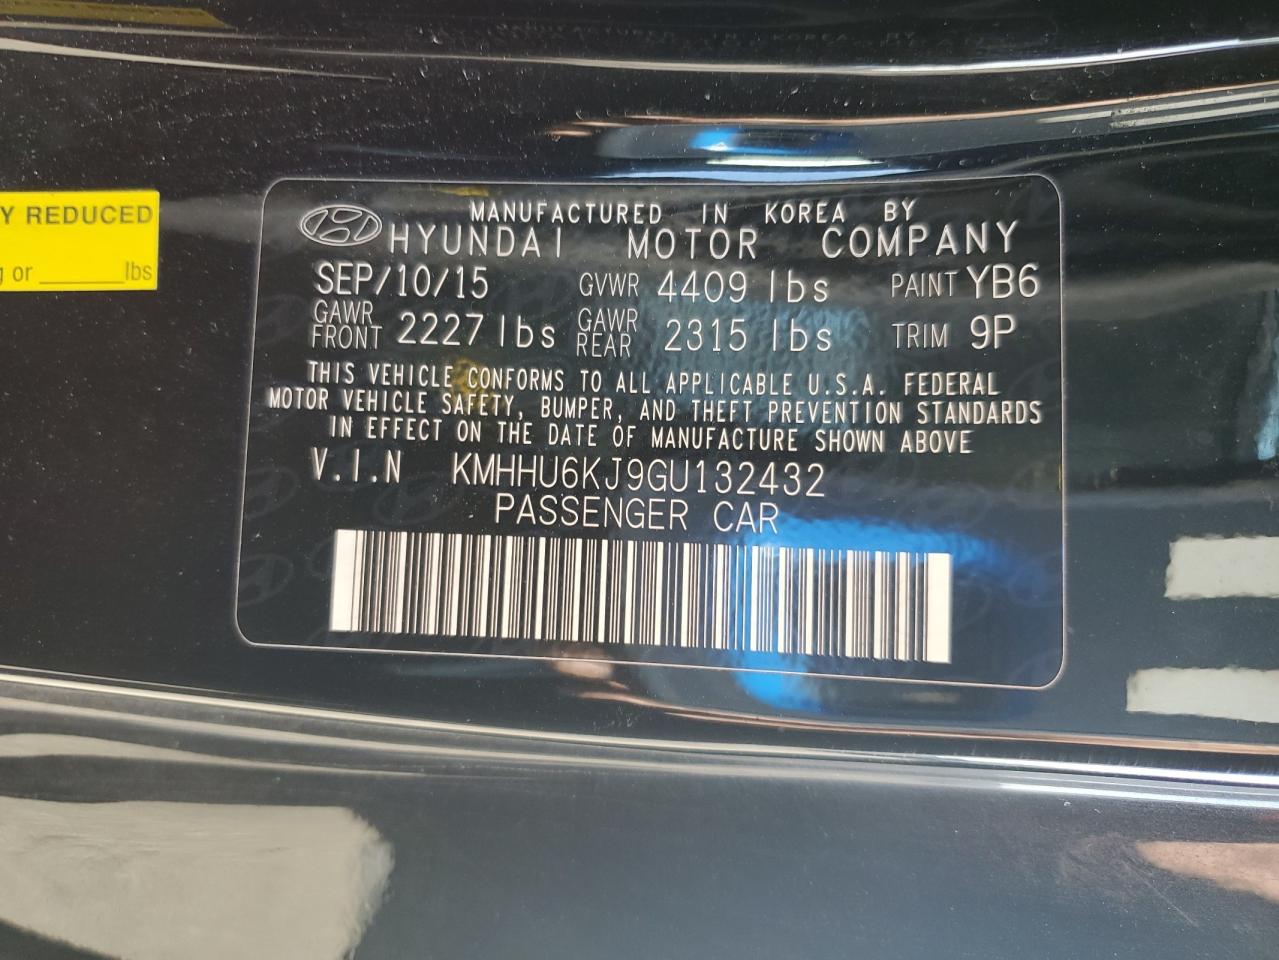 Y REDUCED
g or ______lbs
MANUFACTURED IN KOREA BY
HYUNDAI MOTOR COMPANY
SEP/10/15 GVWR 4409 lbs PAINT YB6
GAWR FRONT 2227 lbs GAWR REAR 2315 lbs TRIM 9P
THIS VEHICLE CONFORMS TO ALL APPLICABLE U.S.A. FEDERAL
MOTOR VEHICLE SAFETY, BUMPER, AND THEFT PREVENTION STANDARDS
IN EFFECT ON THE DATE OF MANUFACTURE SHOWN ABOVE
V.I.N KMHHU6KJ9GU132432
PASSENGER CAR